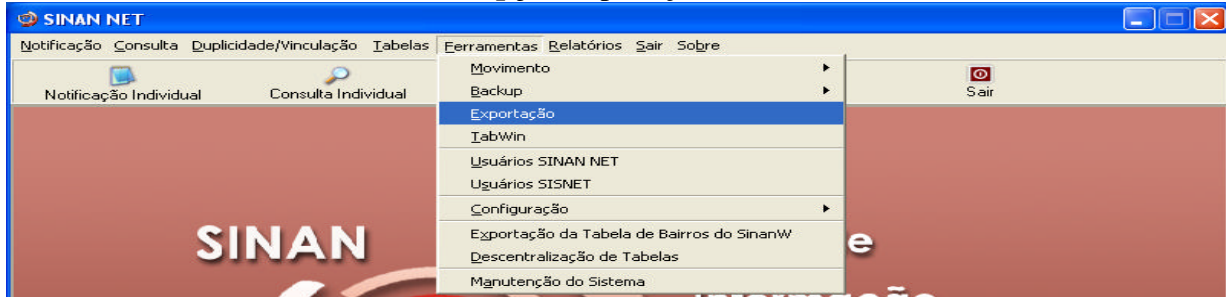 SINAN NET
Notificação Consulta Duplicidade/Vinculação Tabelas Ferramentas Relatórios Sair Sobre
Notificação Individual Consulta Individual Sair
Movimento
Backup
Exportação
TabWin
Usuários SINAN NET
Usuários SISNET
Configuração
Exportação da Tabela de Bairros do SinanW
Descentralização de Tabelas
Manutenção do Sistema
SINAN
e